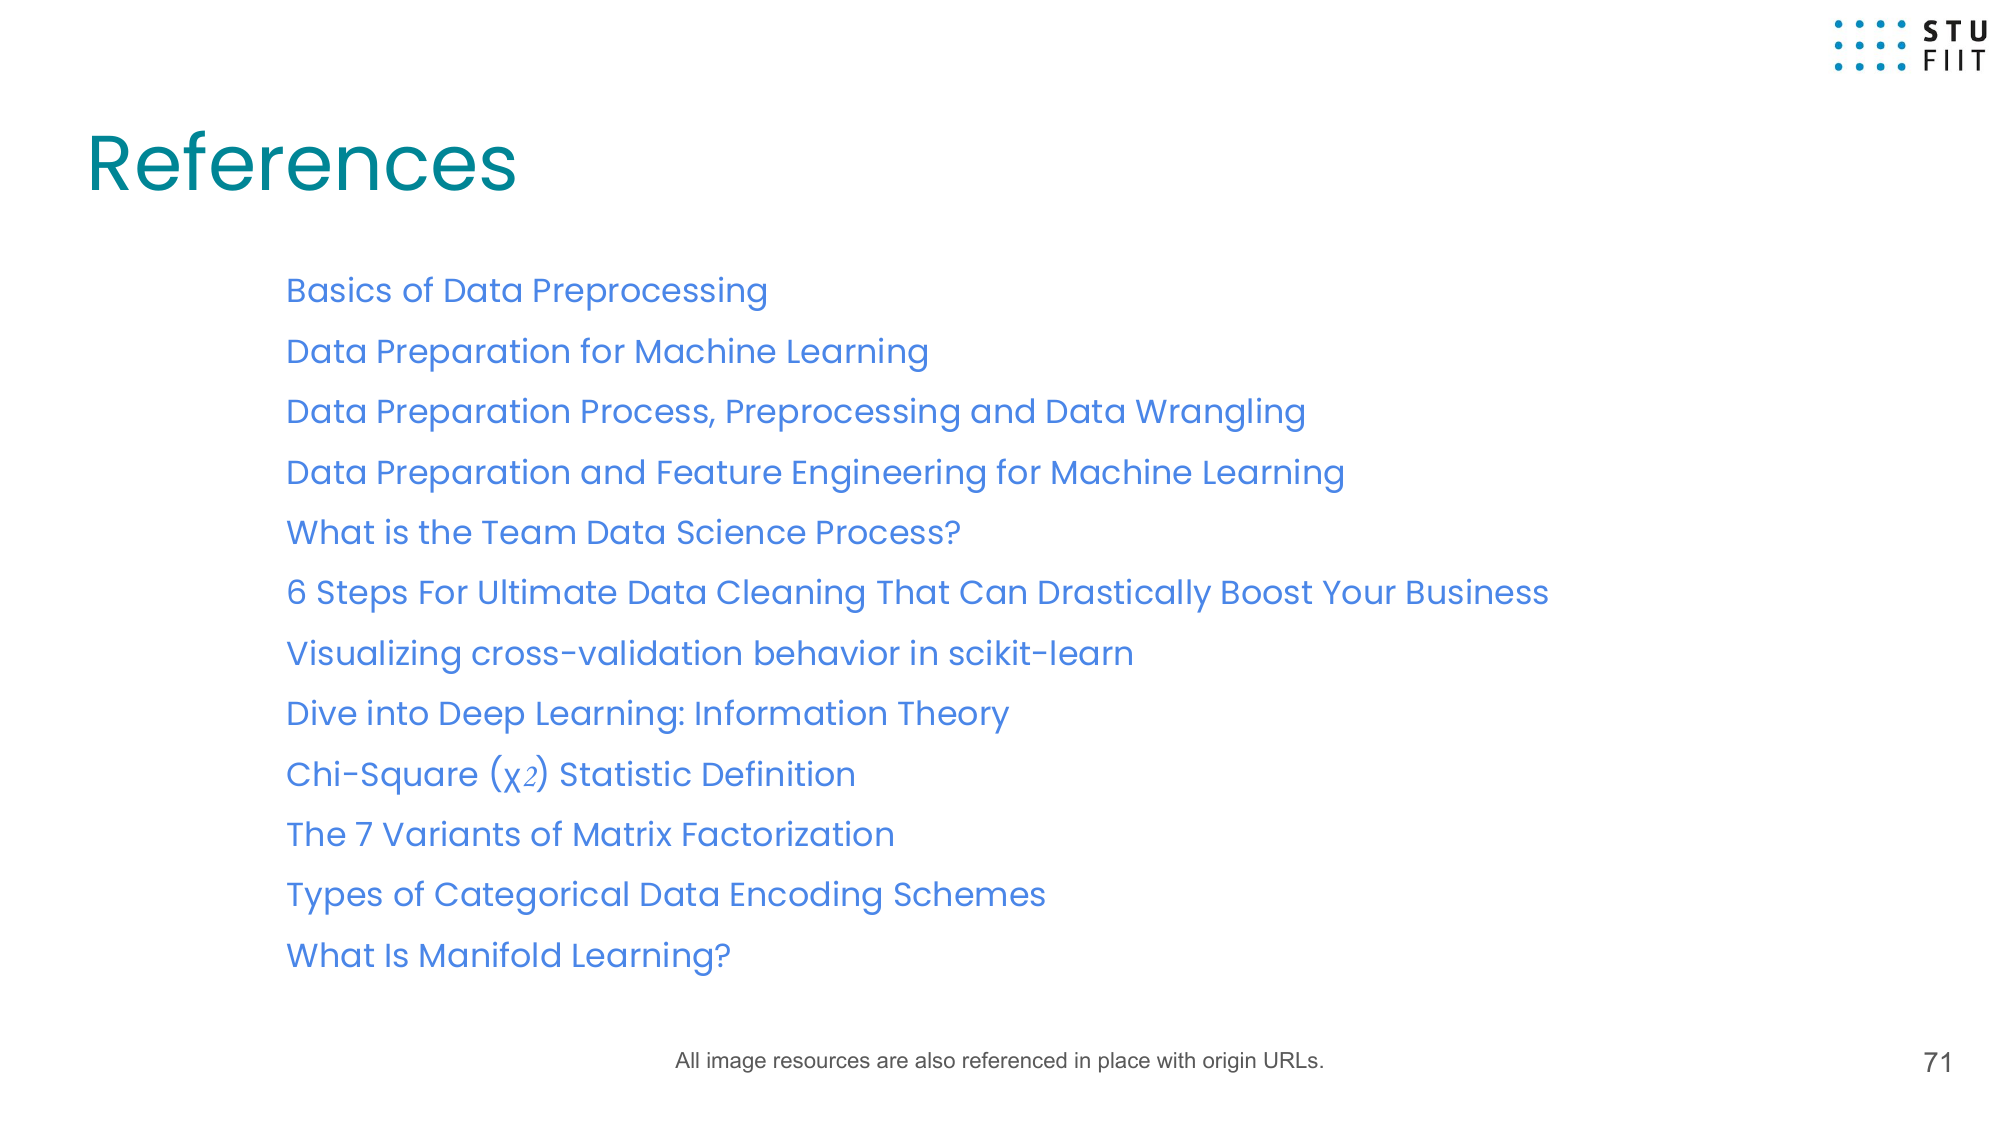 STU
FIIT
References
Basics of Data Preprocessing
Data Preparation for Machine Learning
Data Preparation Process, Preprocessing and Data Wrangling
Data Preparation and Feature Engineering for Machine Learning
What is the Team Data Science Process?
6 Steps For Ultimate Data Cleaning That Can Drastically Boost Your Business
Visualizing cross-validation behavior in scikit-learn
Dive into Deep Learning: Information Theory
Chi-Square (χ2) Statistic Definition
The 7 Variants of Matrix Factorization
Types of Categorical Data Encoding Schemes
What Is Manifold Learning?
All image resources are also referenced in place with origin URLs.
71